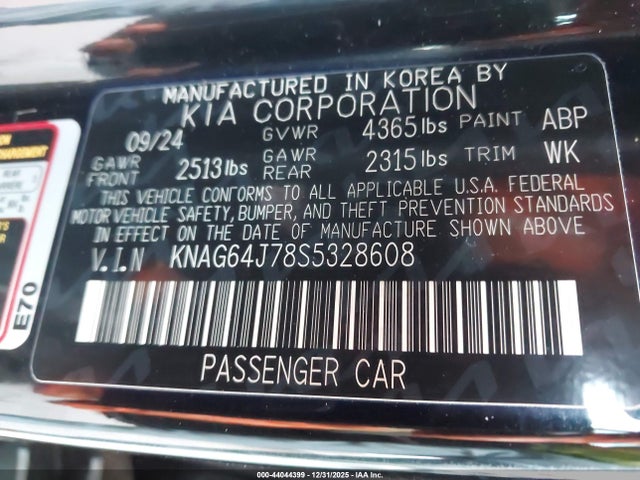 MANUFACTURED IN KOREA BY
KIA CORPORATION
09/24 GVWR 4365 lbs PAINT ABP
GAWR FRONT 2513 lbs GAWR REAR 2315 lbs TRIM WK
THIS VEHICLE CONFORMS TO ALL APPLICABLE U.S.A. FEDERAL
MOTOR VEHICLE SAFETY, BUMPER, AND THEFT PREVENTION STANDARDS
IN EFFECT ON THE DATE OF MANUFACTURE SHOWN ABOVE
V.I.N KNAG64J78S5328608
PASSENGER CAR
E70
000-44044399 - 12/31/2025 - IAA Inc.